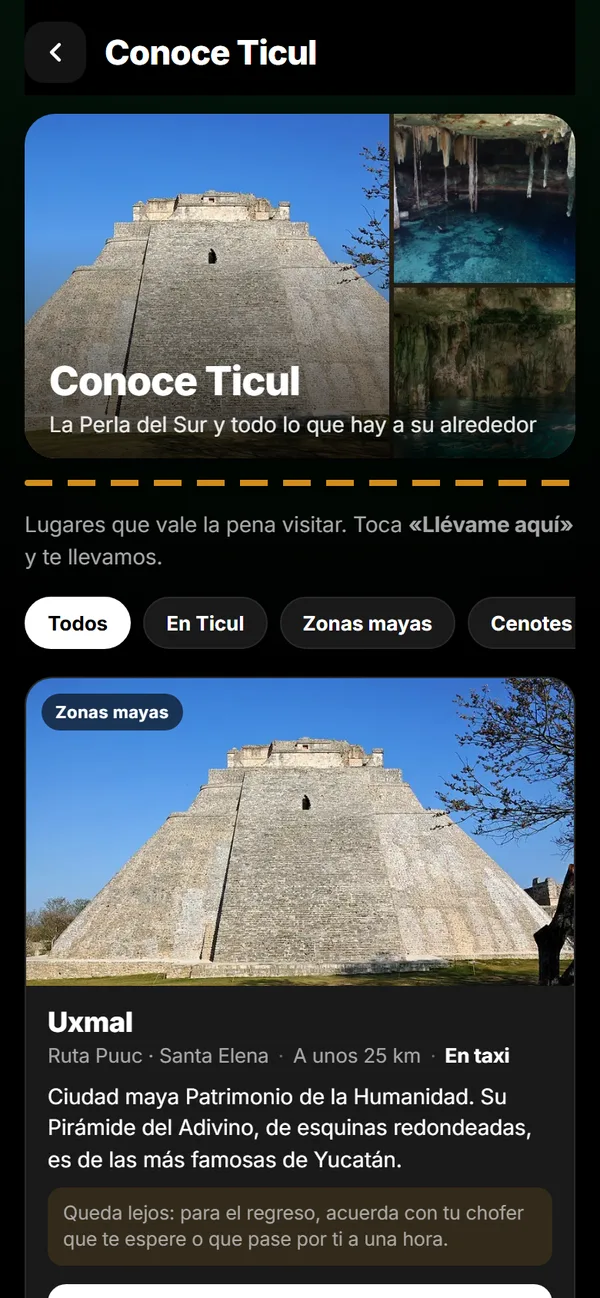 Conoce Ticul
Conoce Ticul
La Perla del Sur y todo lo que hay a su alrededor
Lugares que vale la pena visitar. Toca «Llévame aquí»
y te llevamos.
Todos
En Ticul
Zonas mayas
Cenotes
Zonas mayas
Uxmal
Ruta Puuc · Santa Elena · A unos 25 km · En taxi
Ciudad maya Patrimonio de la Humanidad. Su
Pirámide del Adivino, de esquinas redondeadas,
es de las más famosas de Yucatán.
Queda lejos: para el regreso, acuerda con tu chofer
que te espere o que pase por ti a una hora.